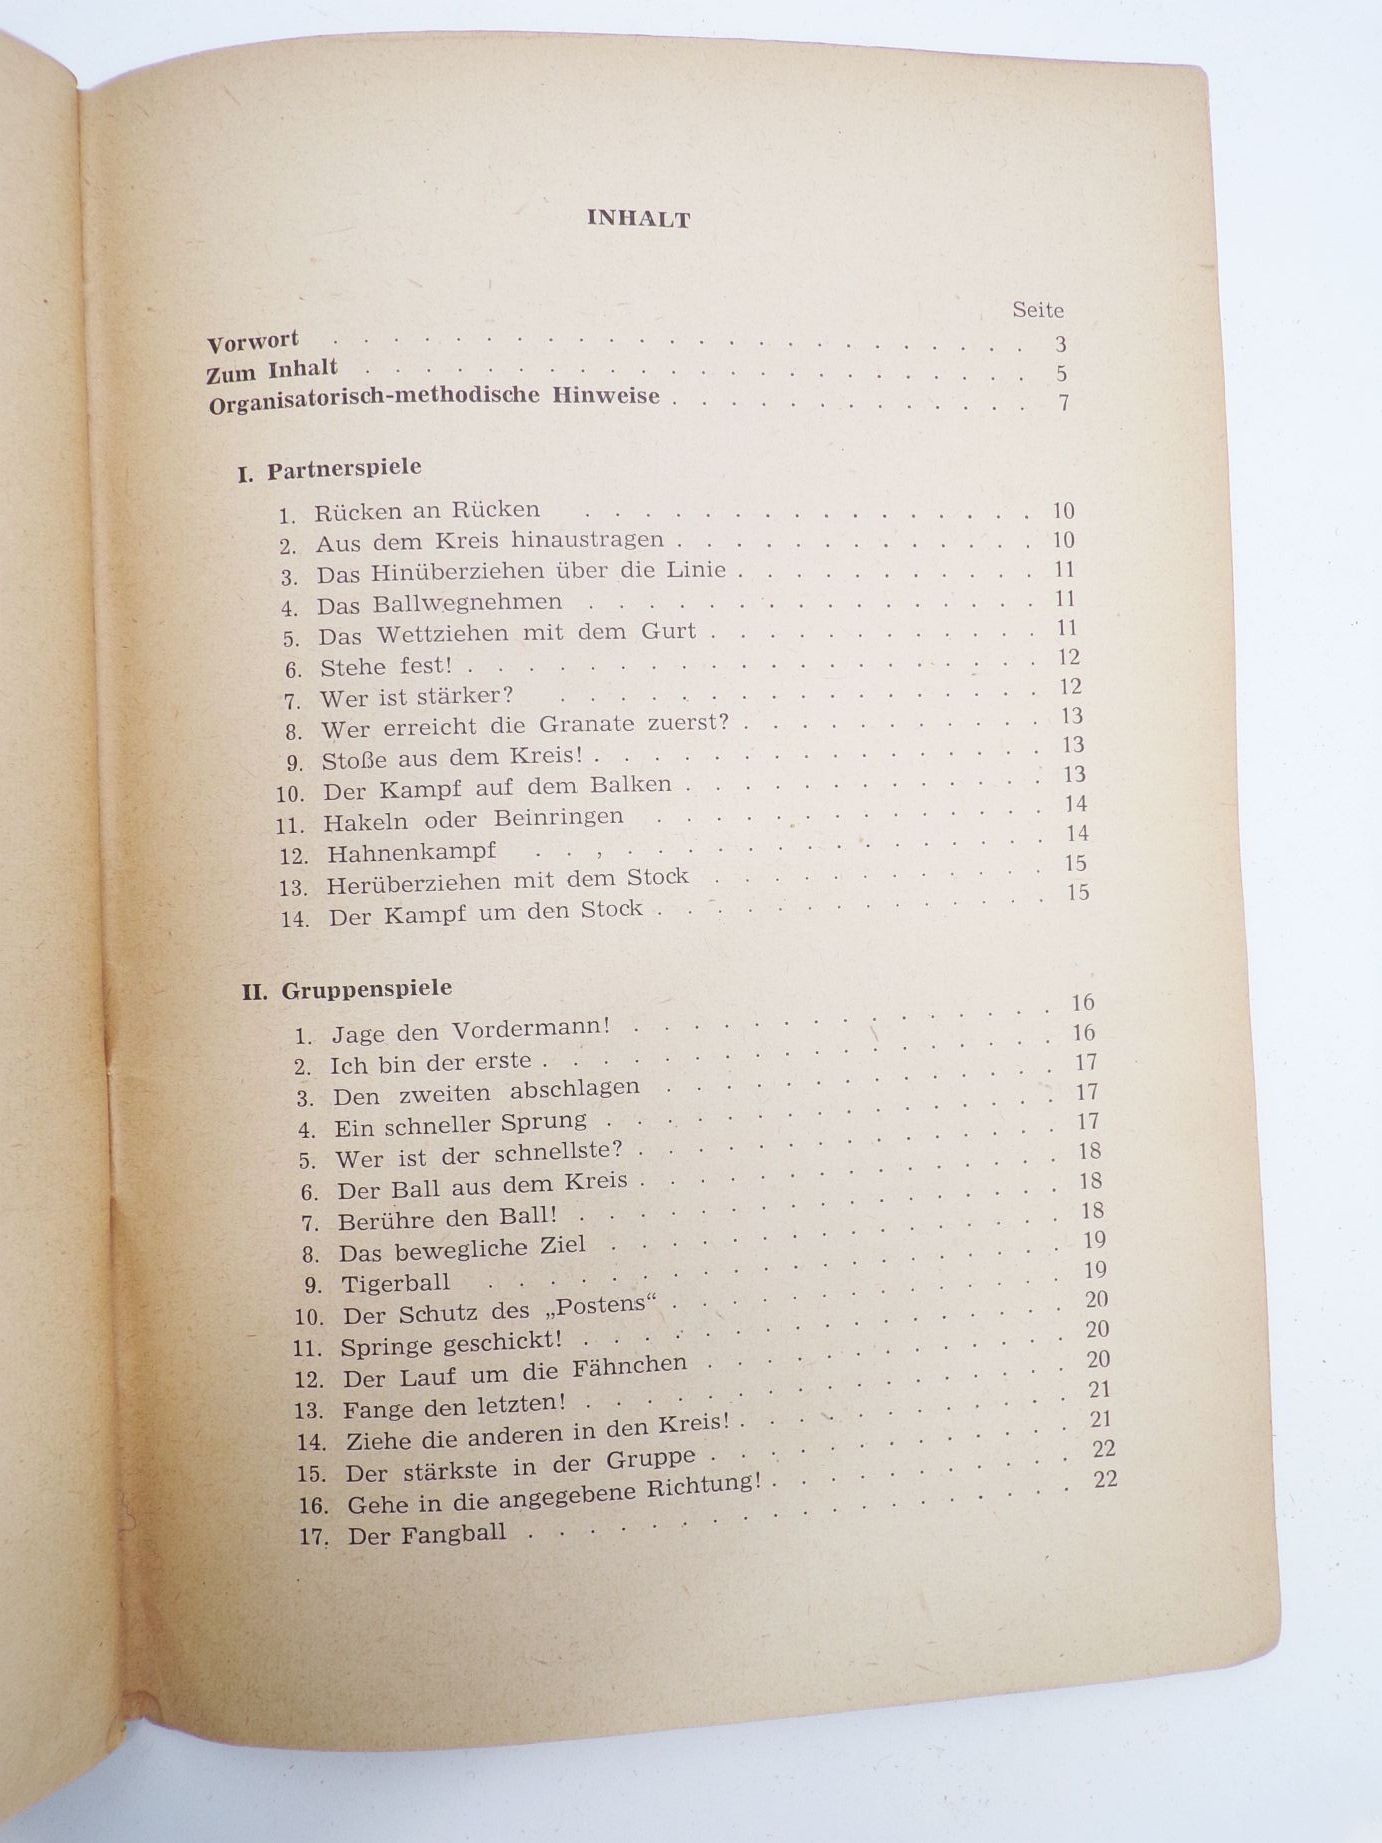 INHALT
Seite
Vorwort . . . . . . . . . . . . . . . . . . . . . . . . 3
Zum Inhalt . . . . . . . . . . . . . . . . . . . . . . . 5
Organisatorisch-methodische Hinweise . . . . . . . . . . . . . 7
I. Partnerspiele
1. Rücken an Rücken . . . . . . . . . . . . . . . . 10
2. Aus dem Kreis hinaustragen . . . . . . . . . . . . . 10
3. Das Hinüberziehen über die Linie . . . . . . . . . . . 11
4. Das Ballwegnehmen . . . . . . . . . . . . . . . . 11
5. Das Wettziehen mit dem Gurt . . . . . . . . . . . . 11
6. Stehe fest! . . . . . . . . . . . . . . . . . . . . 12
7. Wer ist stärker? . . . . . . . . . . . . . . . . . 12
8. Wer erreicht die Granate zuerst? . . . . . . . . . . . 13
9. Stoße aus dem Kreis! . . . . . . . . . . . . . . . . 13
10. Der Kampf auf dem Balken . . . . . . . . . . . . . 13
11. Hakeln oder Beinringen . . . . . . . . . . . . . . 14
12. Hahnenkampf . . , . . . . . . . . . . . . . . . 14
13. Herüberziehen mit dem Stock . . . . . . . . . . . . 15
14. Der Kampf um den Stock . . . . . . . . . . . . . . 15
II. Gruppenspiele
1. Jage den Vordermann! . . . . . . . . . . . . . . . 16
2. Ich bin der erste . . . . . . . . . . . . . . . . . . 16
3. Den zweiten abschlagen . . . . . . . . . . . . . . 17
4. Ein schneller Sprung . . . . . . . . . . . . . . . . 17
5. Wer ist der schnellste? . . . . . . . . . . . . . . . 17
6. Der Ball aus dem Kreis . . . . . . . . . . . . . . . 18
7. Berühre den Ball! . . . . . . . . . . . . . . . . . 18
8. Das bewegliche Ziel . . . . . . . . . . . . . . . . 18
9. Tigerball . . . . . . . . . . . . . . . . . . . . 19
10. Der Schutz des „Postens“ . . . . . . . . . . . . . . 19
11. Springe geschickt! . . . . . . . . . . . . . . . . . 20
12. Der Lauf um die Fähnchen . . . . . . . . . . . . . 20
13. Fange den letzten! . . . . . . . . . . . . . . . . . 20
14. Ziehe die anderen in den Kreis! . . . . . . . . . . . . 21
15. Der stärkste in der Gruppe . . . . . . . . . . . . . 21
16. Gehe in die angegebene Richtung! . . . . . . . . . . . 22
17. Der Fangball . . . . . . . . . . . . . . . . . . . 22